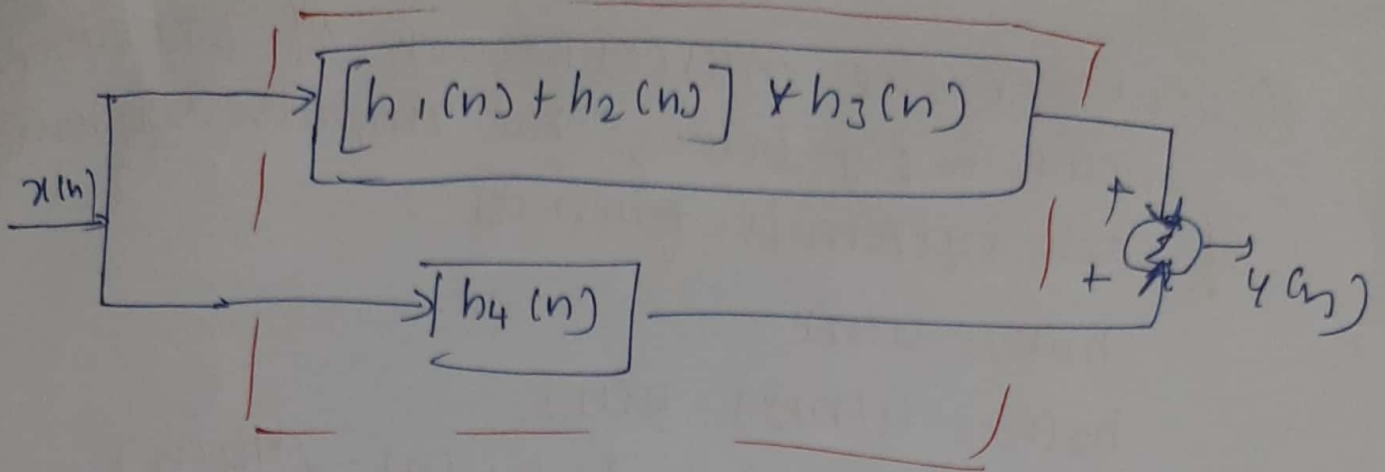 [h1(n) + h2(n)] * h3(n)
x(n)
+
+
y(n)
h4(n)